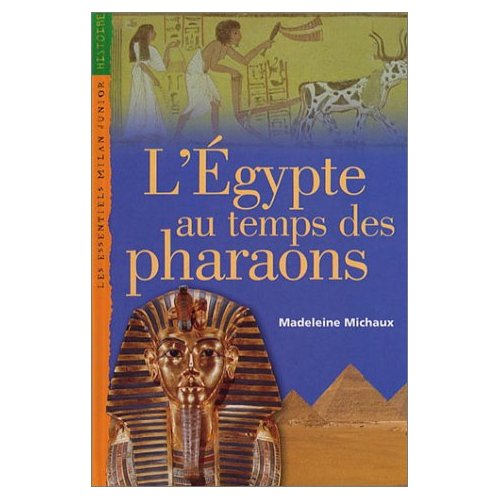 HISTOIRE
LES ESSENTIELS MILAN JUNIOR
L'Égypte
au temps des
pharaons
Madeleine Michaux